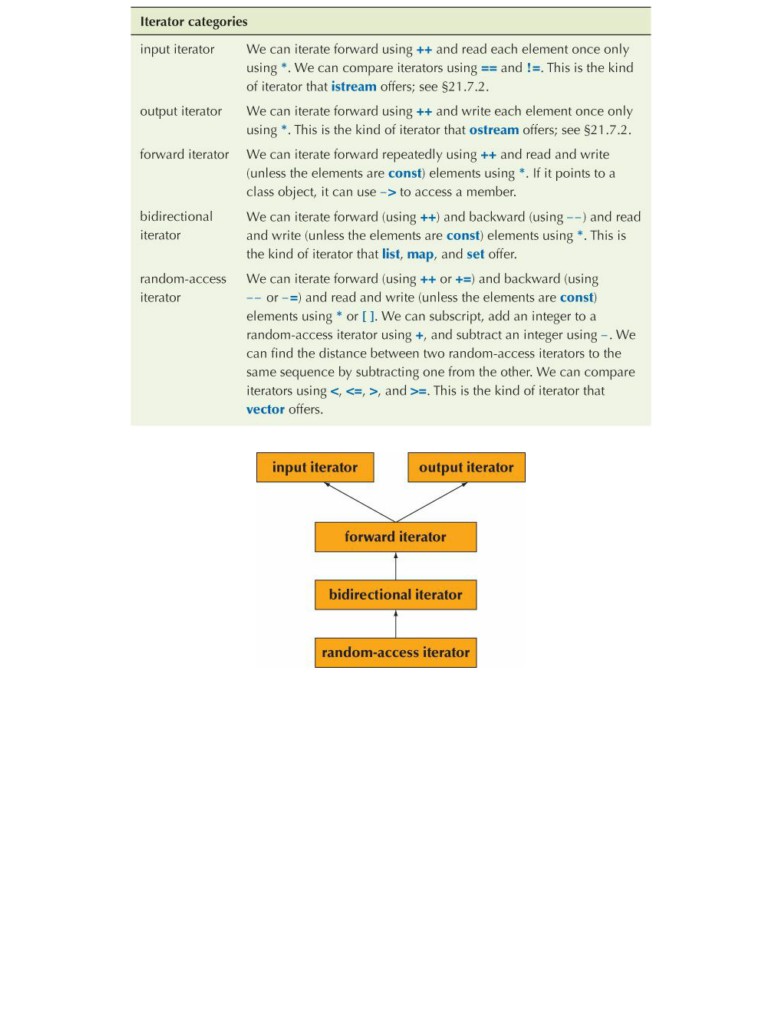 Iterator categories
input iterator We can iterate forward using ++ and read each element once only
using *. We can compare iterators using == and !=. This is the kind
of iterator that istream offers; see §21.7.2.
output iterator We can iterate forward using ++ and write each element once only
using *. This is the kind of iterator that ostream offers; see §21.7.2.
forward iterator We can iterate forward repeatedly using ++ and read and write
(unless the elements are const) elements using *. If it points to a
class object, it can use –> to access a member.
bidirectional We can iterate forward (using ++) and backward (using ––) and read
iterator and write (unless the elements are const) elements using *. This is
the kind of iterator that list, map, and set offer.
random-access We can iterate forward (using ++ or +=) and backward (using
iterator –– or –=) and read and write (unless the elements are const)
elements using * or [ ]. We can subscript, add an integer to a
random-access iterator using +, and subtract an integer using –. We
can find the distance between two random-access iterators to the
same sequence by subtracting one from the other. We can compare
iterators using <, <=, >, and >=. This is the kind of iterator that
vector offers.
input iterator output iterator
forward iterator
bidirectional iterator
random-access iterator